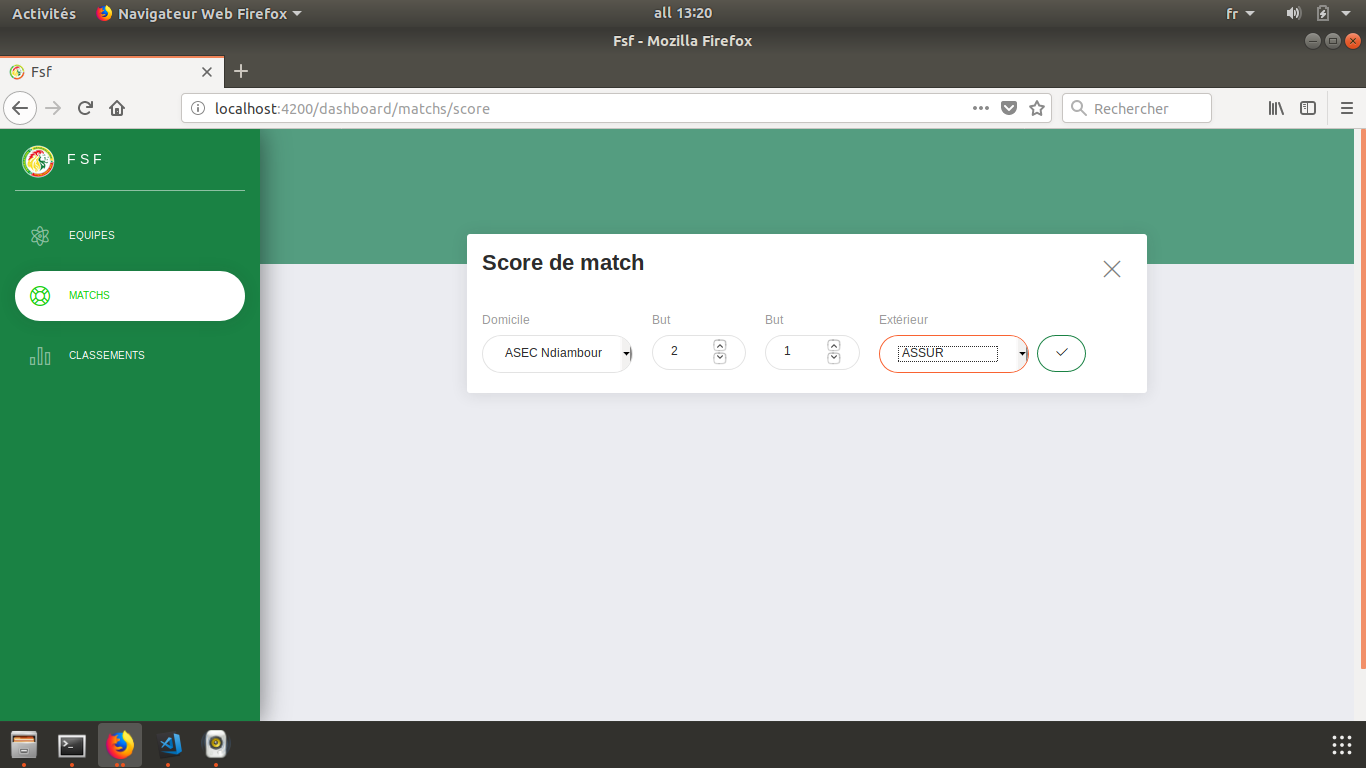 Activités Navigateur Web Firefox all 13:20 fr
Fsf - Mozilla Firefox
Fsf
localhost:4200/dashboard/matchs/score Rechercher
F S F
EQUIPES
MATCHS
CLASSEMENTS
Score de match
Domicile But But Extérieur
ASEC Ndiambour 2 1 ASSUR